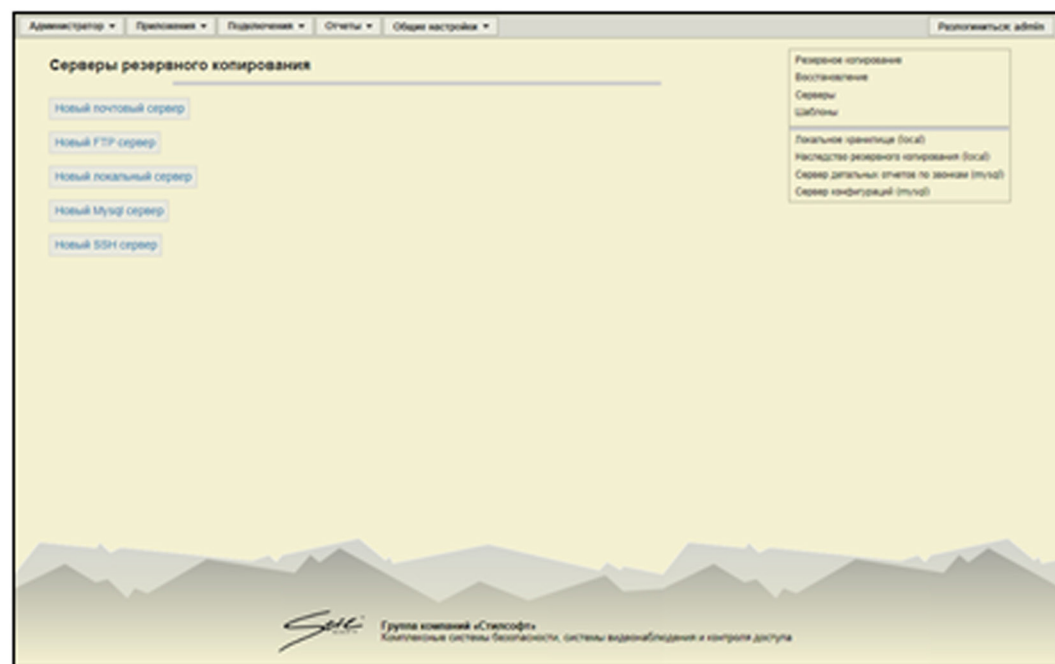 Администратор
Приложения
Подключения
Отчеты
Общие настройки
Разлогиниться: admin
Серверы резервного копирования
Новый почтовый сервер
Новый FTP сервер
Новый локальный сервер
Новый Mysql сервер
Новый SSH сервер
Резервное копирование
Восстановление
Серверы
Шаблоны
Локальное хранилище (local)
Наследство резервного копирования (local)
Сервер детальных отчетов по звонкам (mysql)
Сервер конфигураций (mysql)
Группа компаний «Стилсофт»
Комплексные системы безопасности, системы видеонаблюдения и контроля доступа